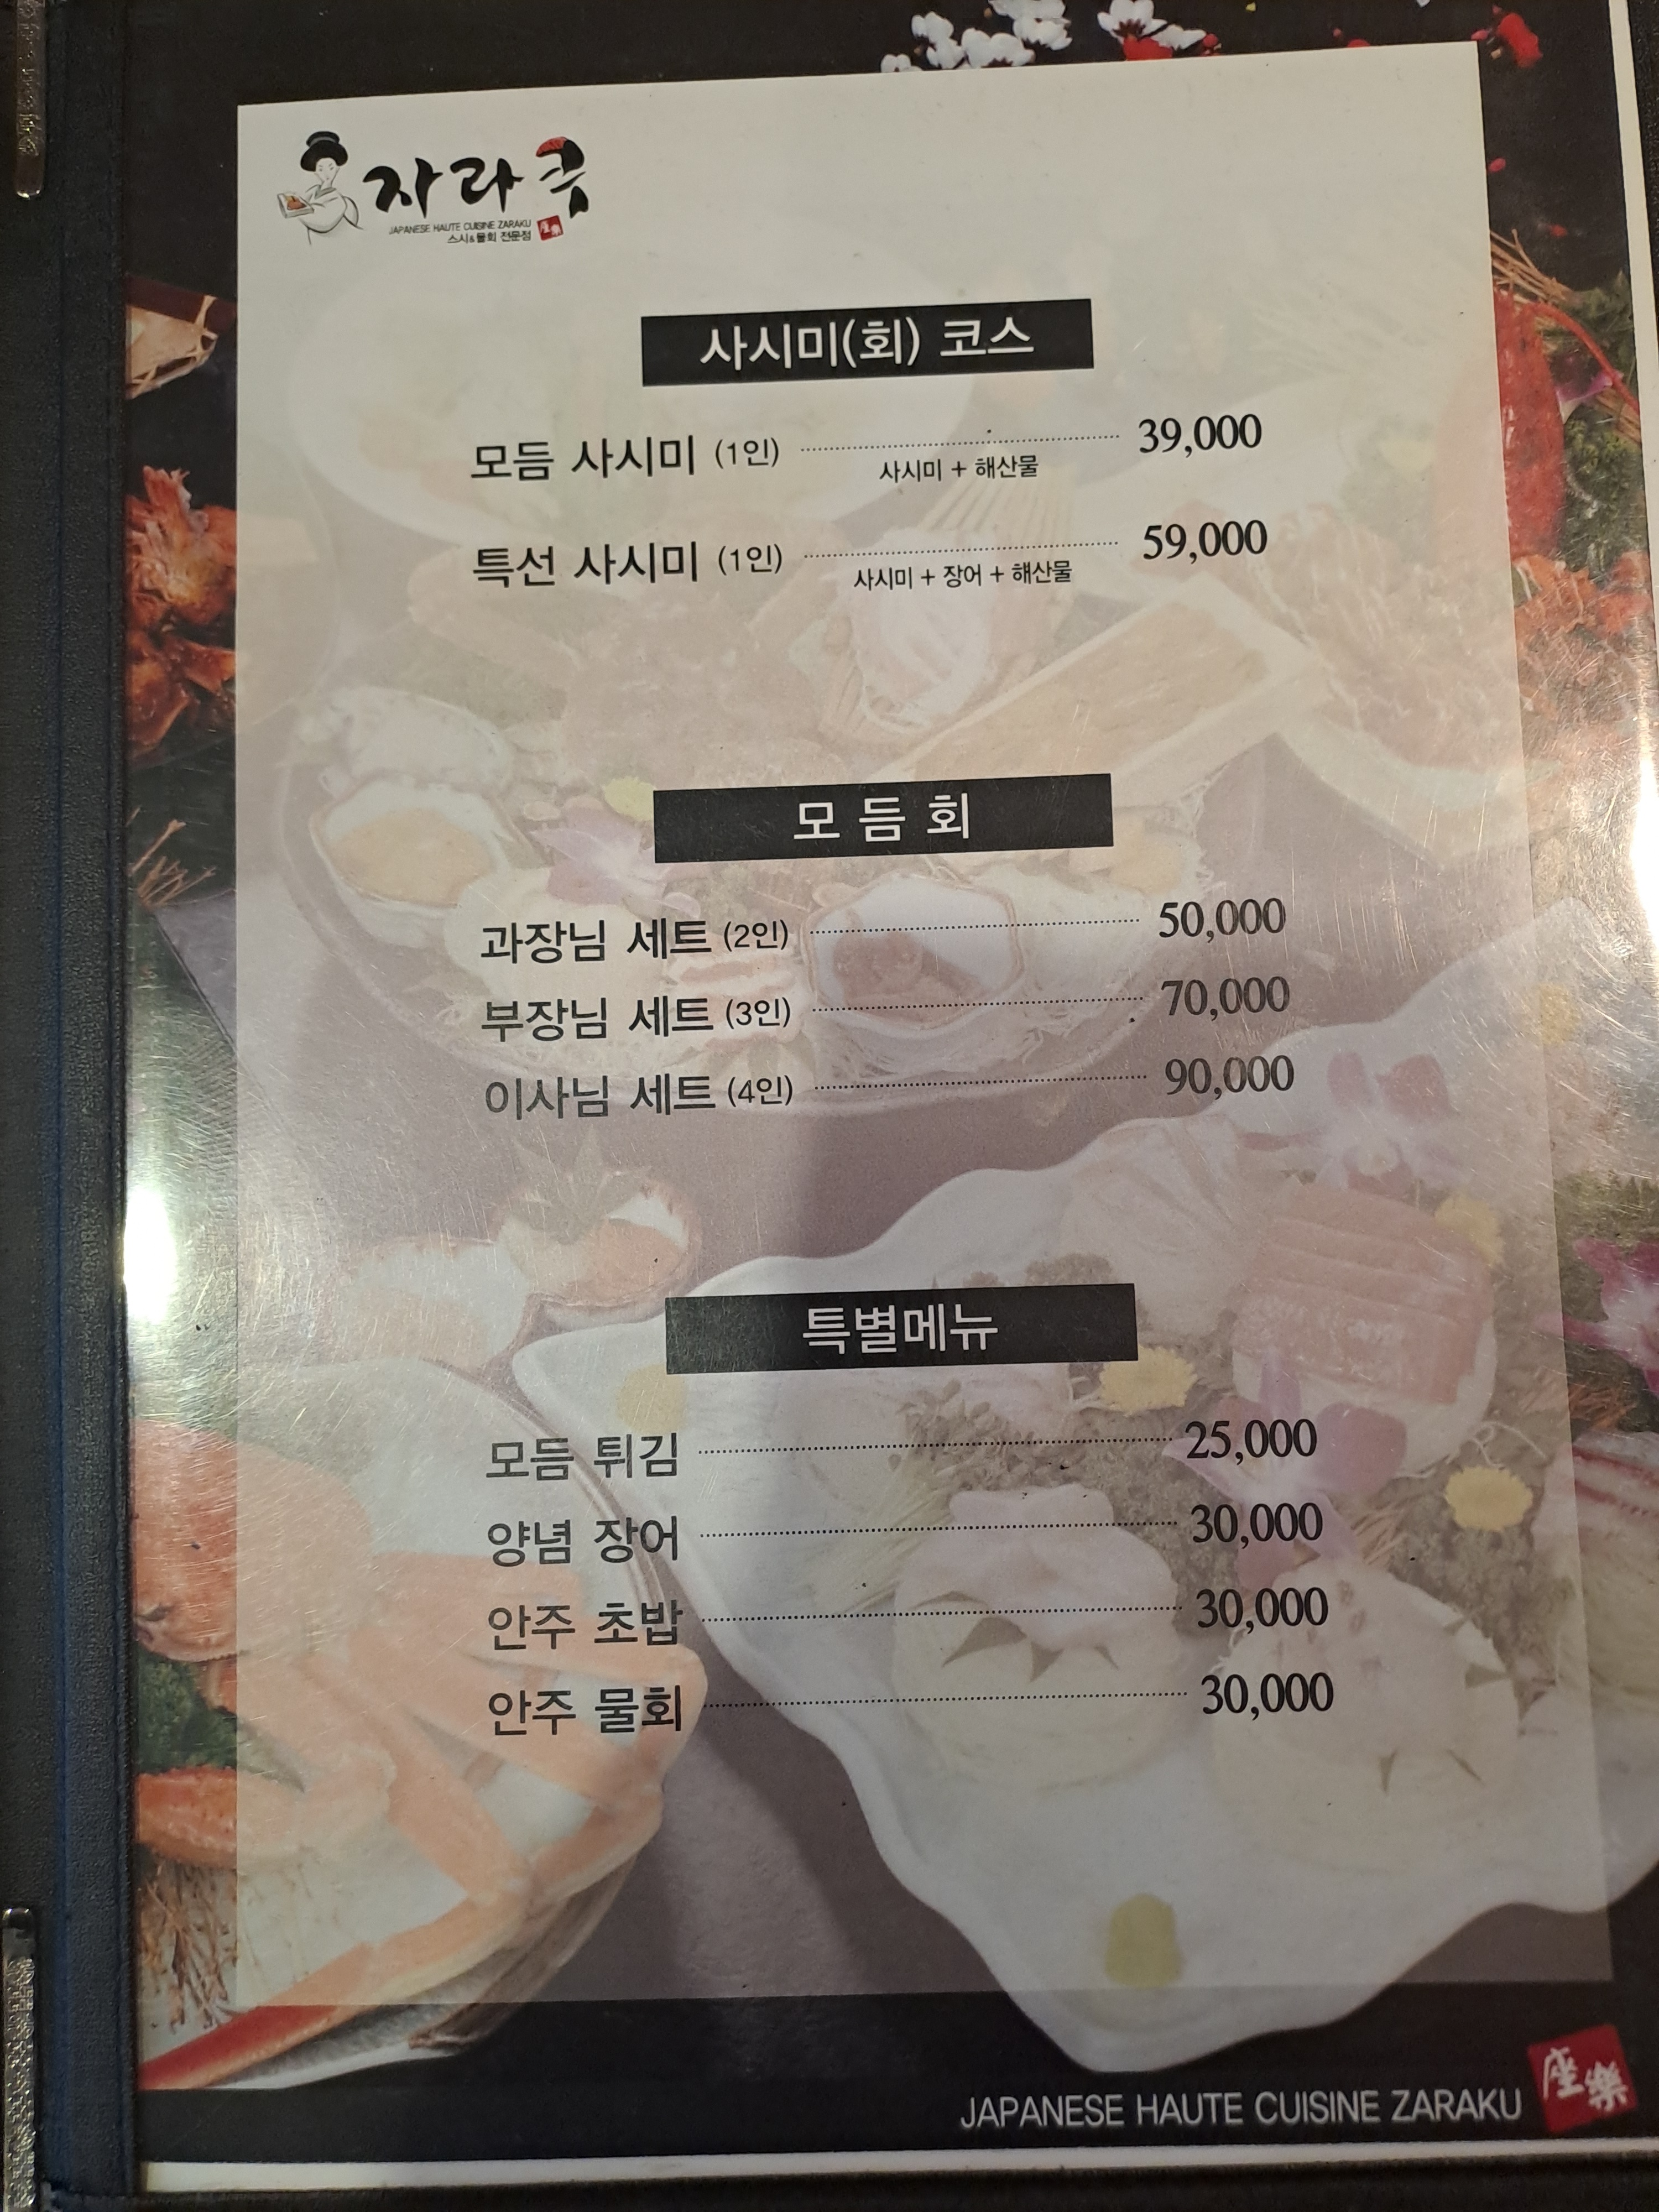 자라쿠
JAPANESE HAUTE CUISINE ZARAKU
스시&물회 전문점
座樂
사시미(회) 코스
모듬 사시미 (1인) 39,000
사시미 + 해산물
특선 사시미 (1인) 59,000
사시미 + 장어 + 해산물
모듬회
과장님 세트 (2인) 50,000
부장님 세트 (3인) 70,000
이사님 세트 (4인) 90,000
특별메뉴
모듬 튀김 25,000
양념 장어 30,000
안주 초밥 30,000
안주 물회 30,000
JAPANESE HAUTE CUISINE ZARAKU
座樂